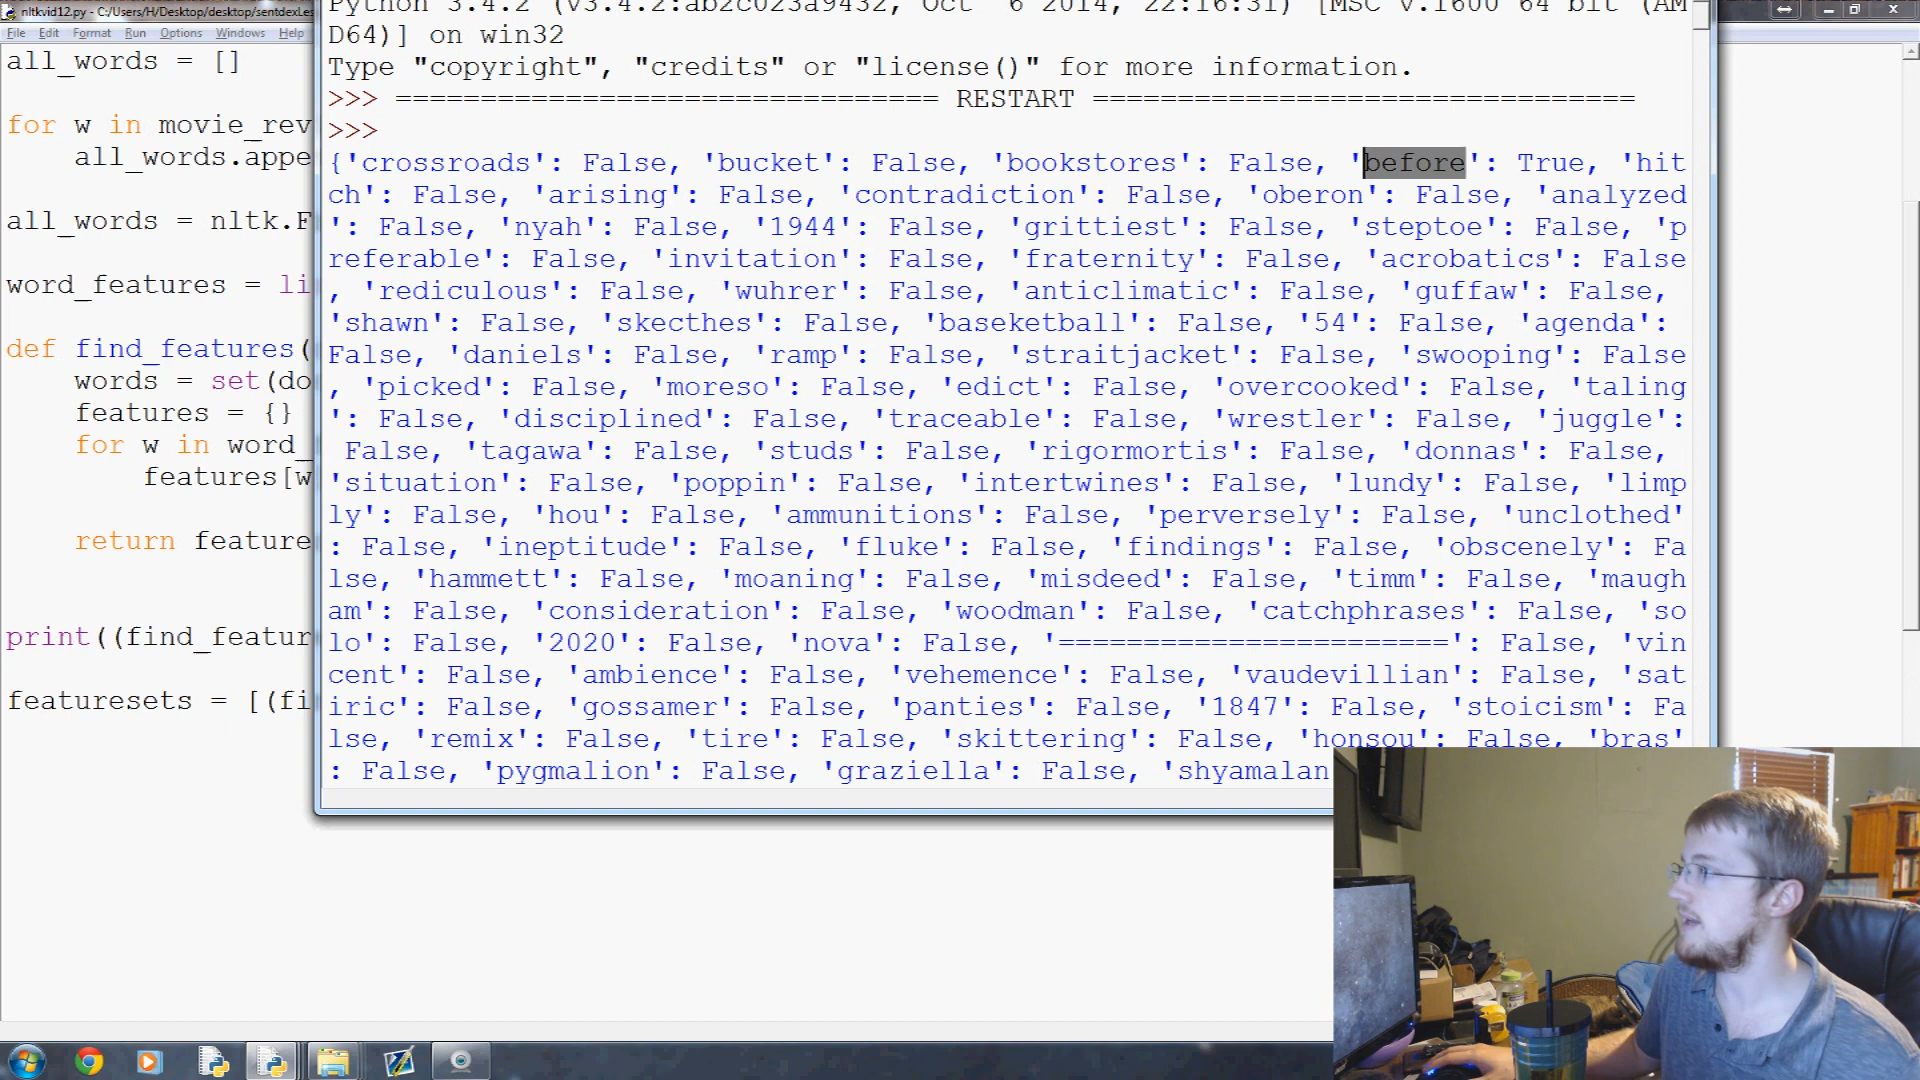 nltkvid12.py - C:/Users/H/Desktop/desktop/sentdexLes
File Edit Format Run Options Windows Help
all_words = []
for w in movie_rev
all_words.appe
all_words = nltk.F
word_features = li
def find_features(
words = set(do
features = {}
for w in word_
features[w
return feature
print((find_featur
featuresets = [(fi
Python 3.4.2 (v3.4.2:ab2c023a9432, Oct 6 2014, 22:16:31) [MSC v.1600 64 bit (AM
D64)] on win32
Type "copyright", "credits" or "license()" for more information.
>>> ================================ RESTART ================================
>>>
{'crossroads': False, 'bucket': False, 'bookstores': False, 'before': True, 'hit
ch': False, 'arising': False, 'contradiction': False, 'oberon': False, 'analyzed
': False, 'nyah': False, '1944': False, 'grittiest': False, 'steptoe': False, 'p
referable': False, 'invitation': False, 'fraternity': False, 'acrobatics': False
, 'rediculous': False, 'wuhrer': False, 'anticlimatic': False, 'guffaw': False,
'shawn': False, 'skecthes': False, 'baseketball': False, '54': False, 'agenda':
False, 'daniels': False, 'ramp': False, 'straitjacket': False, 'swooping': False
, 'picked': False, 'moreso': False, 'edict': False, 'overcooked': False, 'taling
': False, 'disciplined': False, 'traceable': False, 'wrestler': False, 'juggle':
False, 'tagawa': False, 'studs': False, 'rigormortis': False, 'donnas': False,
'situation': False, 'poppin': False, 'intertwines': False, 'lundy': False, 'limp
ly': False, 'hou': False, 'ammunitions': False, 'perversely': False, 'unclothed'
: False, 'ineptitude': False, 'fluke': False, 'findings': False, 'obscenely': Fa
lse, 'hammett': False, 'moaning': False, 'misdeed': False, 'timm': False, 'maugh
am': False, 'consideration': False, 'woodman': False, 'catchphrases': False, 'so
lo': False, '2020': False, 'nova': False, '=======================': False, 'vin
cent': False, 'ambience': False, 'vehemence': False, 'vaudevillian': False, 'sat
iric': False, 'gossamer': False, 'panties': False, '1847': False, 'stoicism': Fa
lse, 'remix': False, 'tire': False, 'skittering': False, 'honsou': False, 'bras'
: False, 'pygmalion': False, 'graziella': False, 'shyamalan